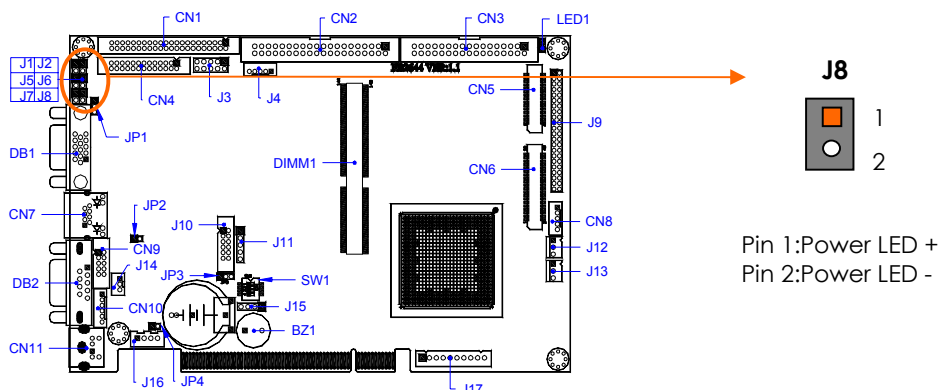 CN1
CN2
CN3
LED1
J1 J2
J5 J6
J7 J8
CN4
J3
J4
CN5
J9
JP1
DB1
DIMM1
CN6
CN7
JP2
J10
J11
CN8
J12
J13
CN9
J14
JP3
SW1
DB2
CN10
J15
BZ1
CN11
J16
JP4
J17
J8
1
2
Pin 1:Power LED +
Pin 2:Power LED -